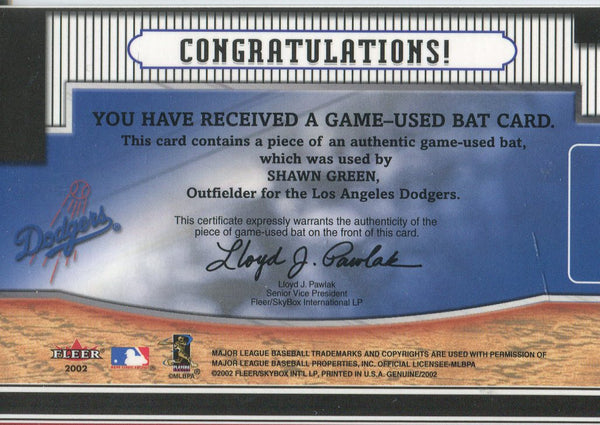 CONGRATULATIONS!
YOU HAVE RECEIVED A GAME-USED BAT CARD.
This card contains a piece of an authentic game-used bat,
which was used by
SHAWN GREEN,
Outfielder for the Los Angeles Dodgers.
This certificate expressly warrants the authenticity of the
piece of game-used bat on the front of this card.
Dodgers
Lloyd J. Pawlak
Lloyd J. Pawlak
Senior Vice President
Fleer/SkyBox International LP
FLEER
2002
PLAYERS
©MLBPA
MAJOR LEAGUE BASEBALL TRADEMARKS AND COPYRIGHTS ARE USED WITH PERMISSION OF
MAJOR LEAGUE BASEBALL PROPERTIES, INC. OFFICIAL LICENSEE-MLBPA
©2002 FLEER/SKYBOX INT'L LP, PRINTED IN U.S.A. GENUINE/2002